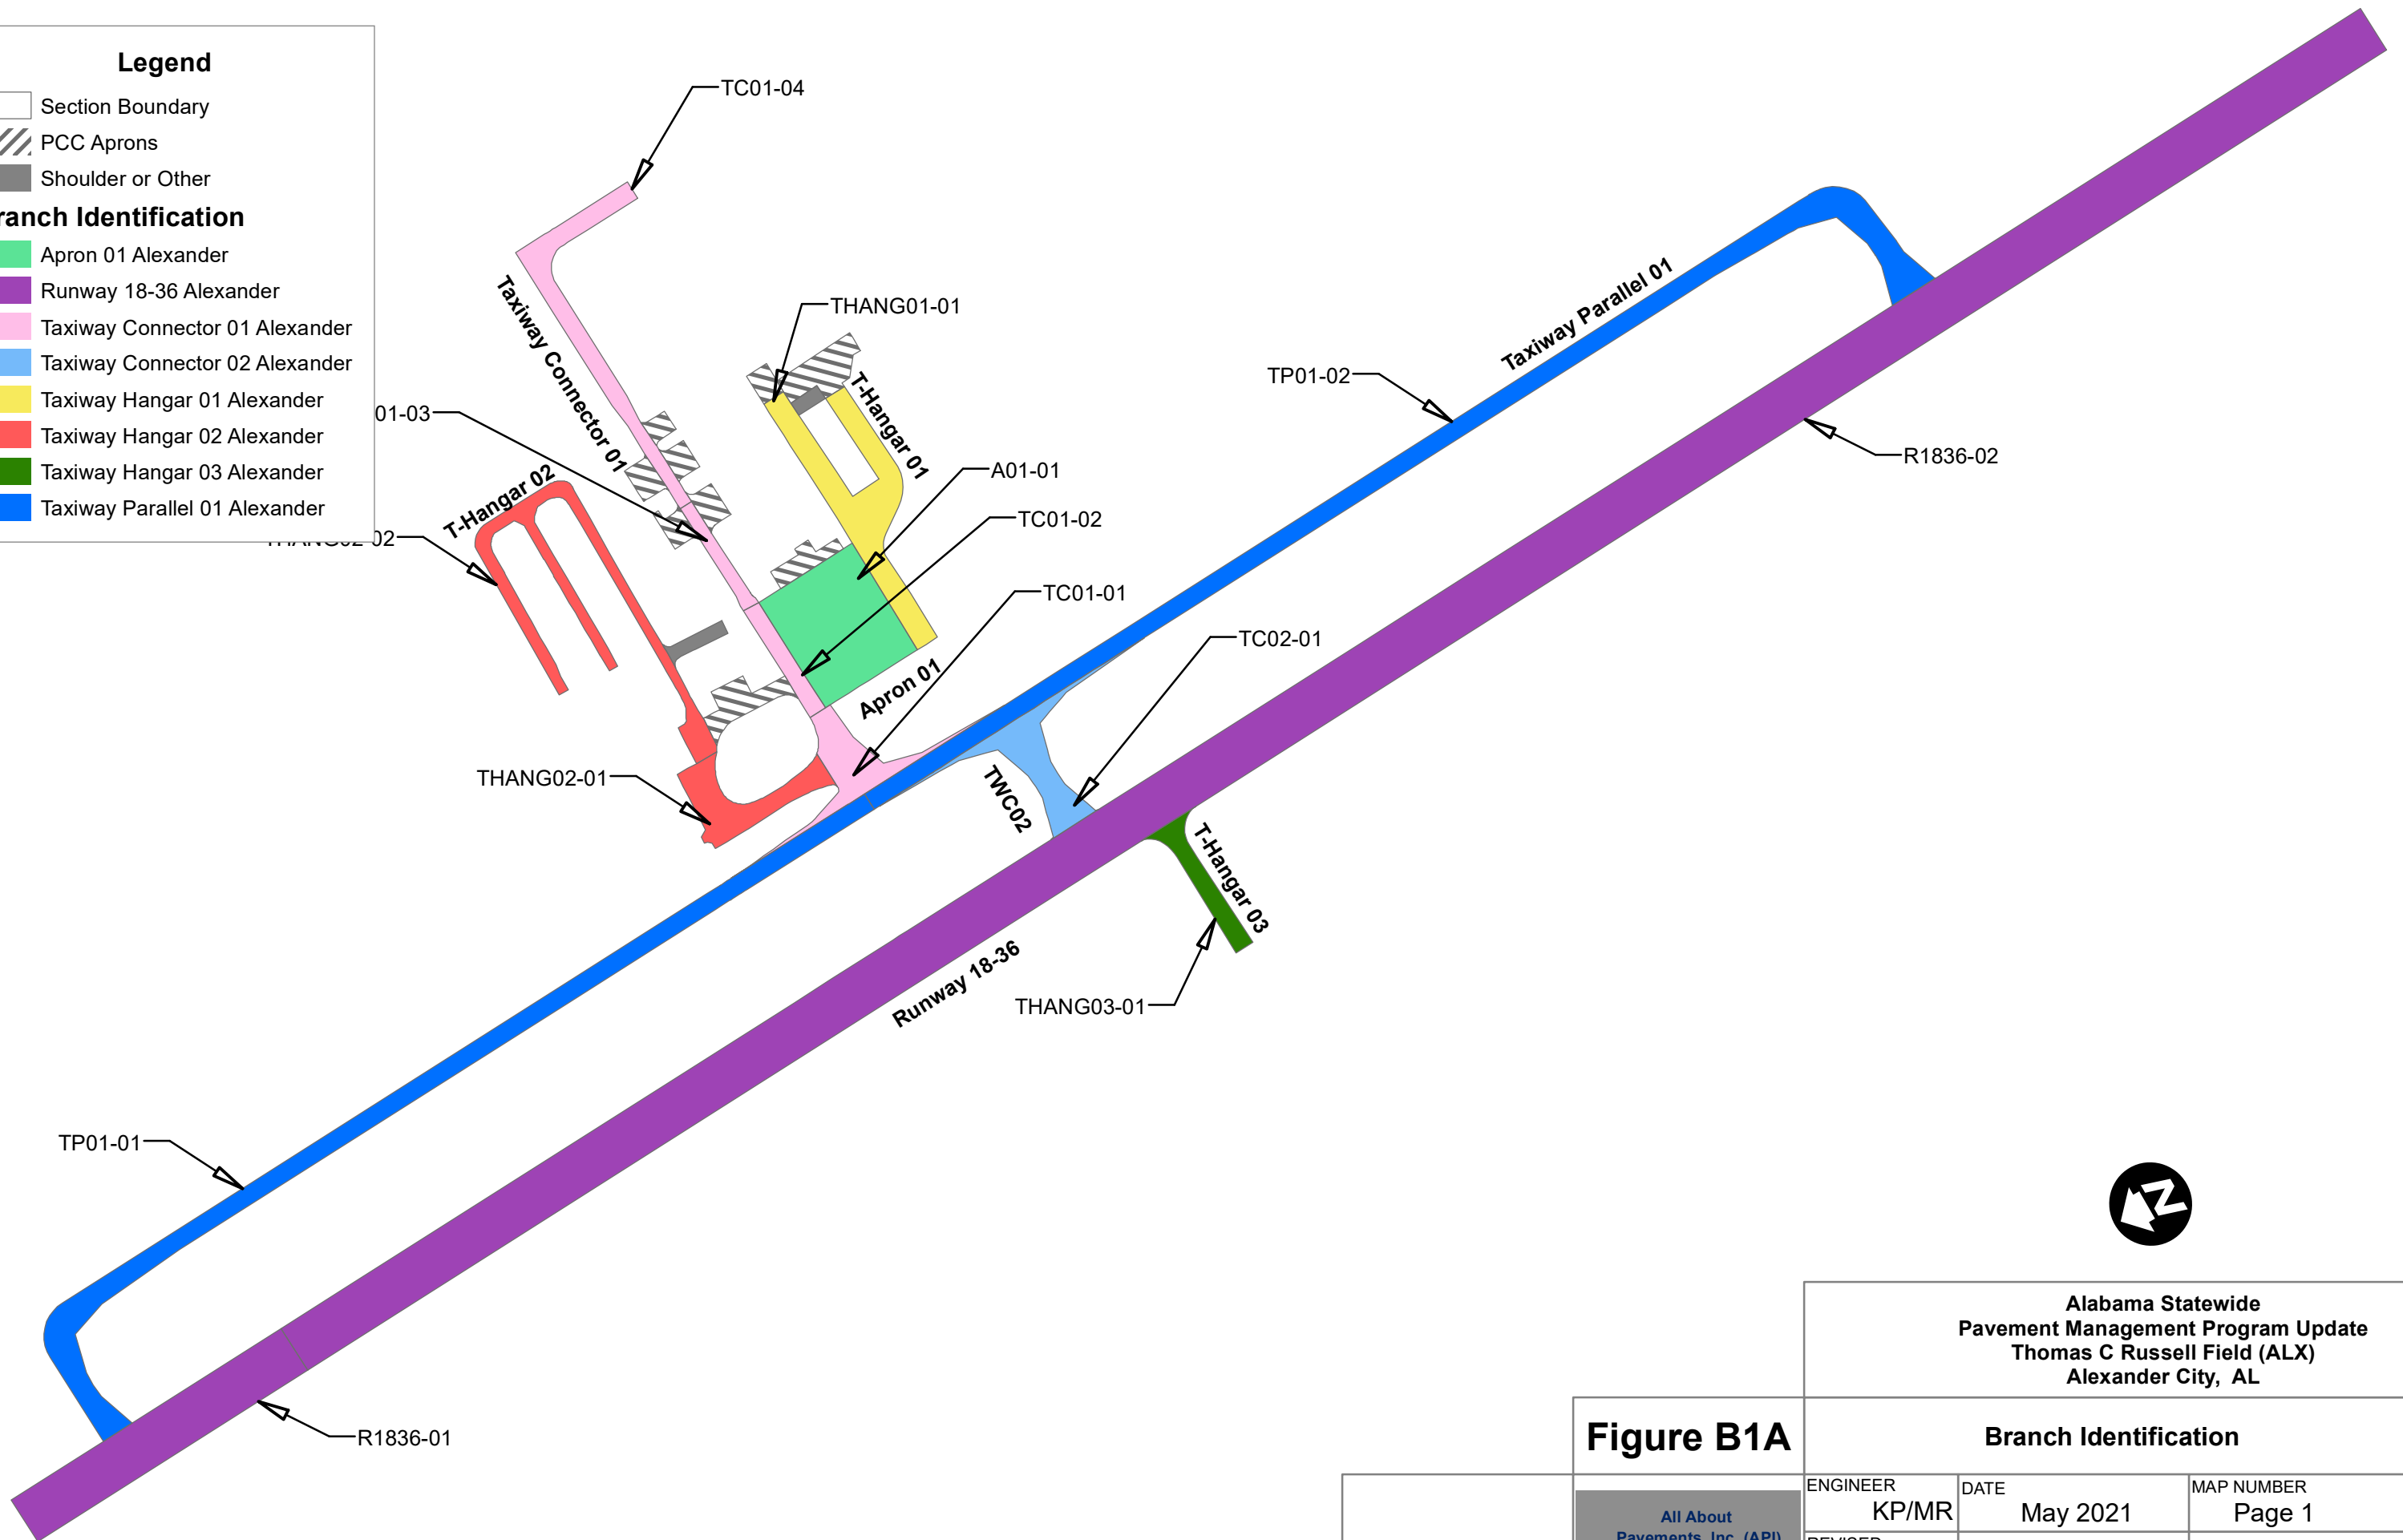 Legend
Section Boundary
PCC Aprons
Shoulder or Other
ranch Identification
Apron 01 Alexander
Runway 18-36 Alexander
Taxiway Connector 01 Alexander
Taxiway Connector 02 Alexander
Taxiway Hangar 01 Alexander
Taxiway Hangar 02 Alexander
Taxiway Hangar 03 Alexander
Taxiway Parallel 01 Alexander
TC01-04
Taxiway Connector 01
THANG01-01
T-Hangar 01
01-03
T-Hangar 02
THANG02-02
A01-01
TC01-02
TC01-01
Apron 01
TC02-01
TWC02
THANG02-01
Taxiway Parallel 01
TP01-02
R1836-02
T-Hangar 03
THANG03-01
Runway 18-36
TP01-01
R1836-01
N
Alabama Statewide
Pavement Management Program Update
Thomas C Russell Field (ALX)
Alexander City, AL
Figure B1A
Branch Identification
ENGINEER
KP/MR
DATE
May 2021
MAP NUMBER
Page 1
All About
Pavements, Inc. (API)
REVISED